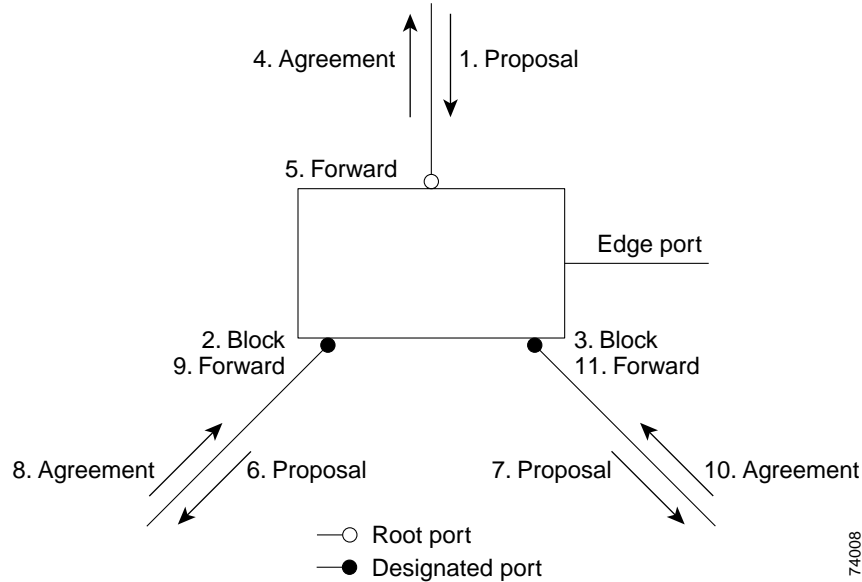 4. Agreement
1. Proposal
5. Forward
Edge port
2. Block
9. Forward
3. Block
11. Forward
8. Agreement
6. Proposal
7. Proposal
10. Agreement
Root port
Designated port
74008